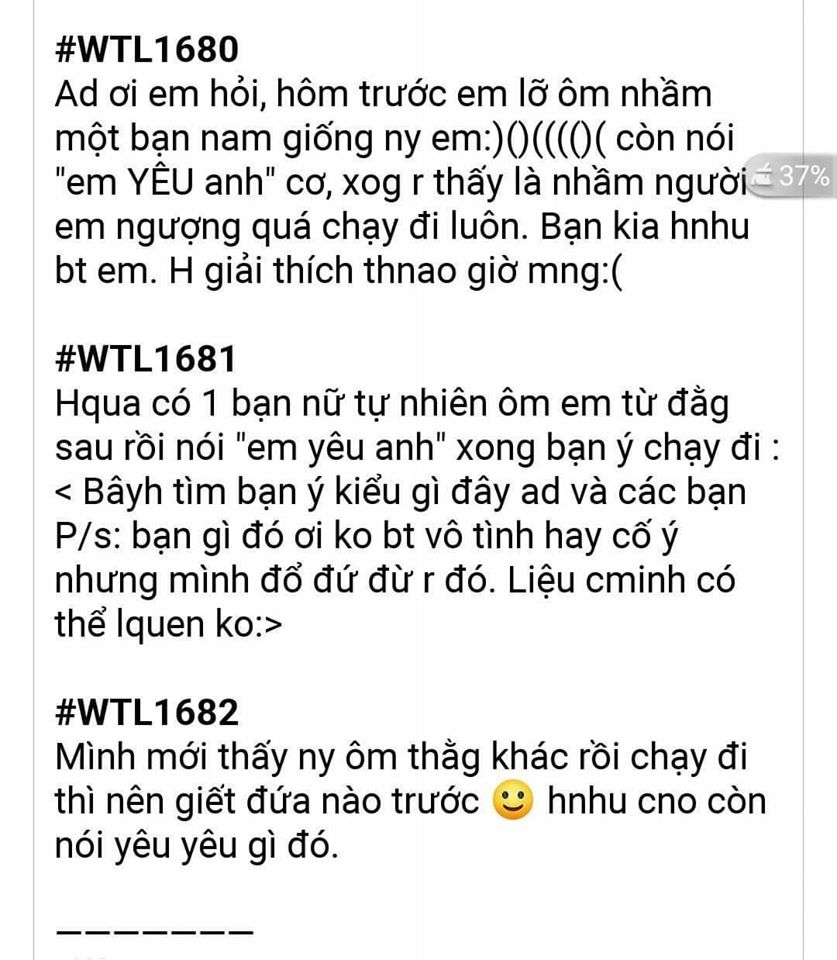 #WTL1680
Ad ơi em hỏi, hôm trước em lỡ ôm nhầm
một bạn nam giống ny em:)()(((()( còn nói
"em YÊU anh" cơ, xog r thấy là nhầm người
37%
em ngượng quá chạy đi luôn. Bạn kia hnhu
bt em. H giải thích thnao giờ mng:(
#WTL1681
Hqua có 1 bạn nữ tự nhiên ôm em từ đằg
sau rồi nói "em yêu anh" xong bạn ý chạy đi :
< Bâyh tìm bạn ý kiểu gì đây ad và các bạn
P/s: bạn gì đó ơi ko bt vô tình hay cố ý
nhưng mình đổ đứ đừ r đó. Liệu cminh có
thể lquen ko:>
#WTL1682
Mình mới thấy ny ôm thằg khác rồi chạy đi
thì nên giết đứa nào trước 🙂 hnhu cno còn
nói yêu yêu gì đó.
_______